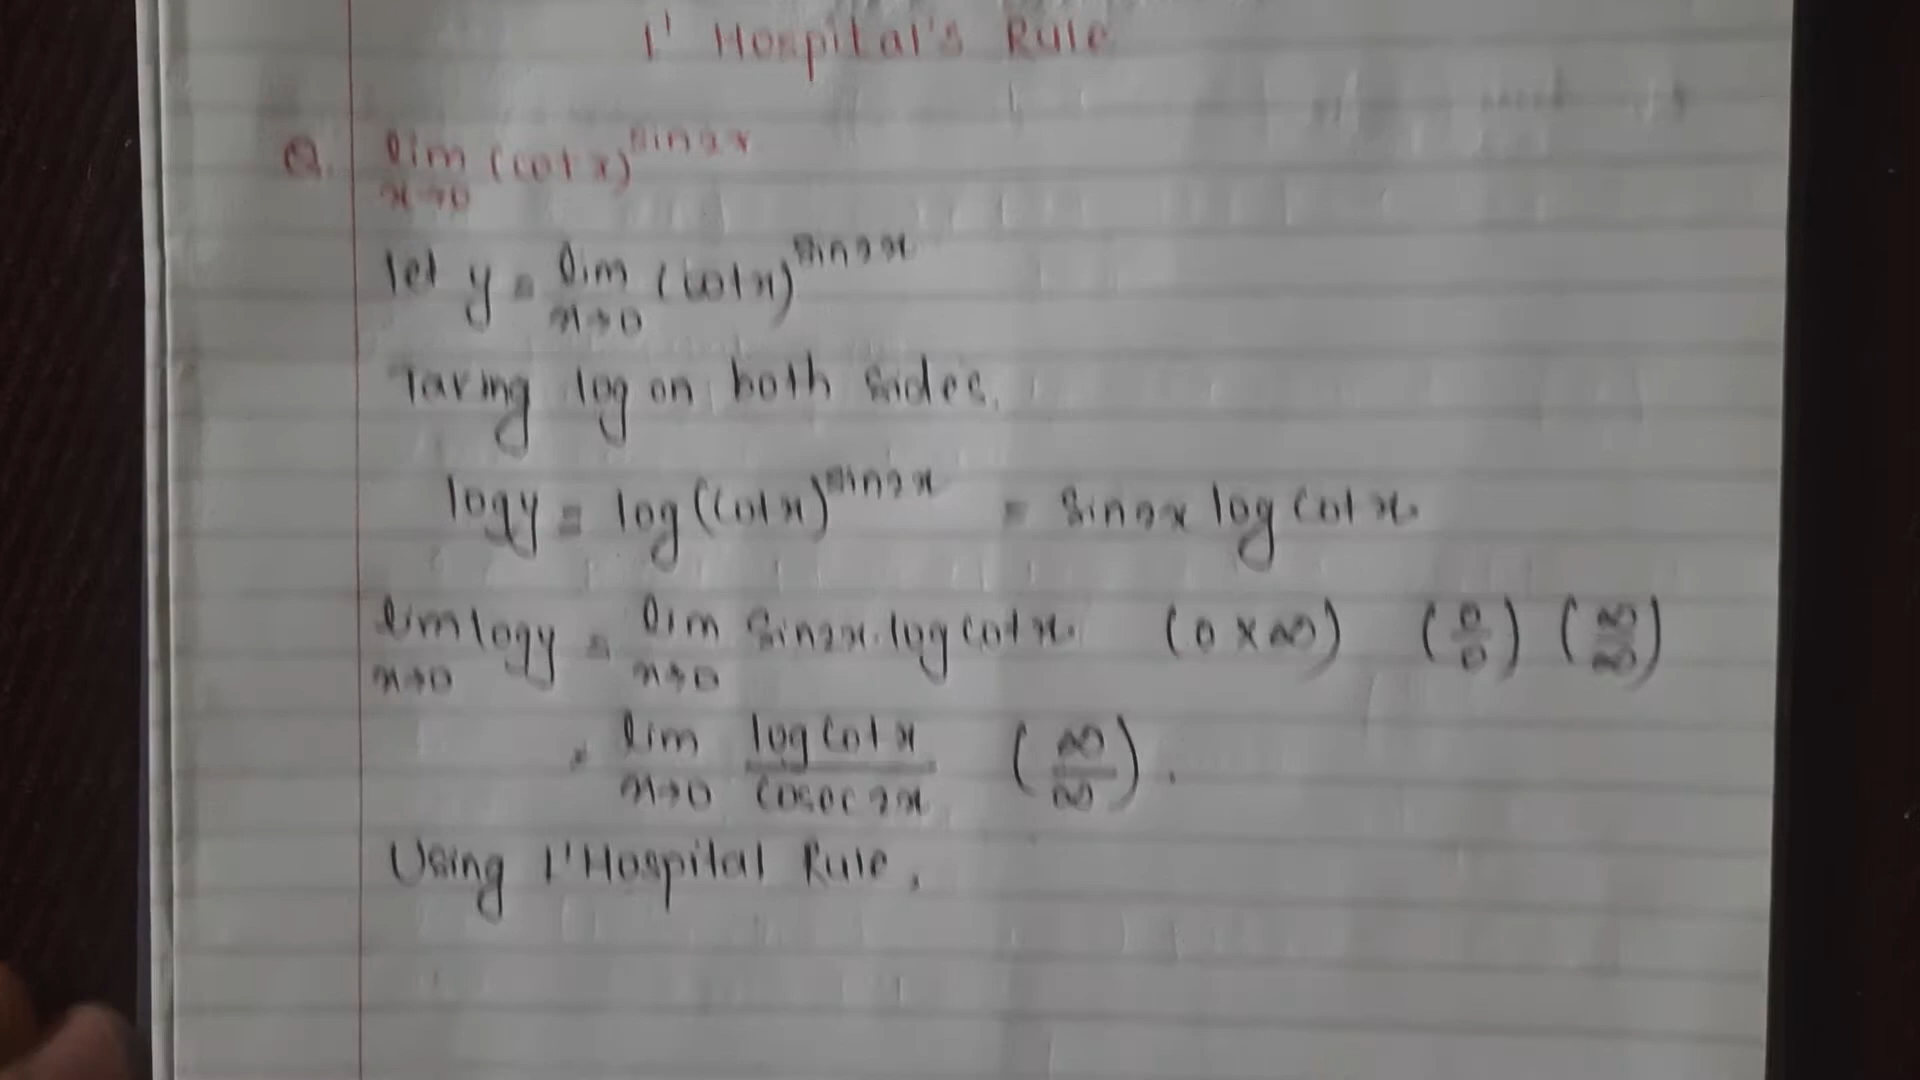 l' Hospital's Rule
Q. lim x→0 (cot x)^sin2x
let y = lim x→0 (cot x)^sin2x
Taking log on both sides.
log y = log (cot x)^sin2x = sin2x log cot x.
lim x→0 log y = lim x→0 sin2x. log cot x. (0 × ∞) (0/0) (∞/∞)
= lim x→0 log cot x / cosec 2x (∞/∞).
Using l' Hospital Rule,